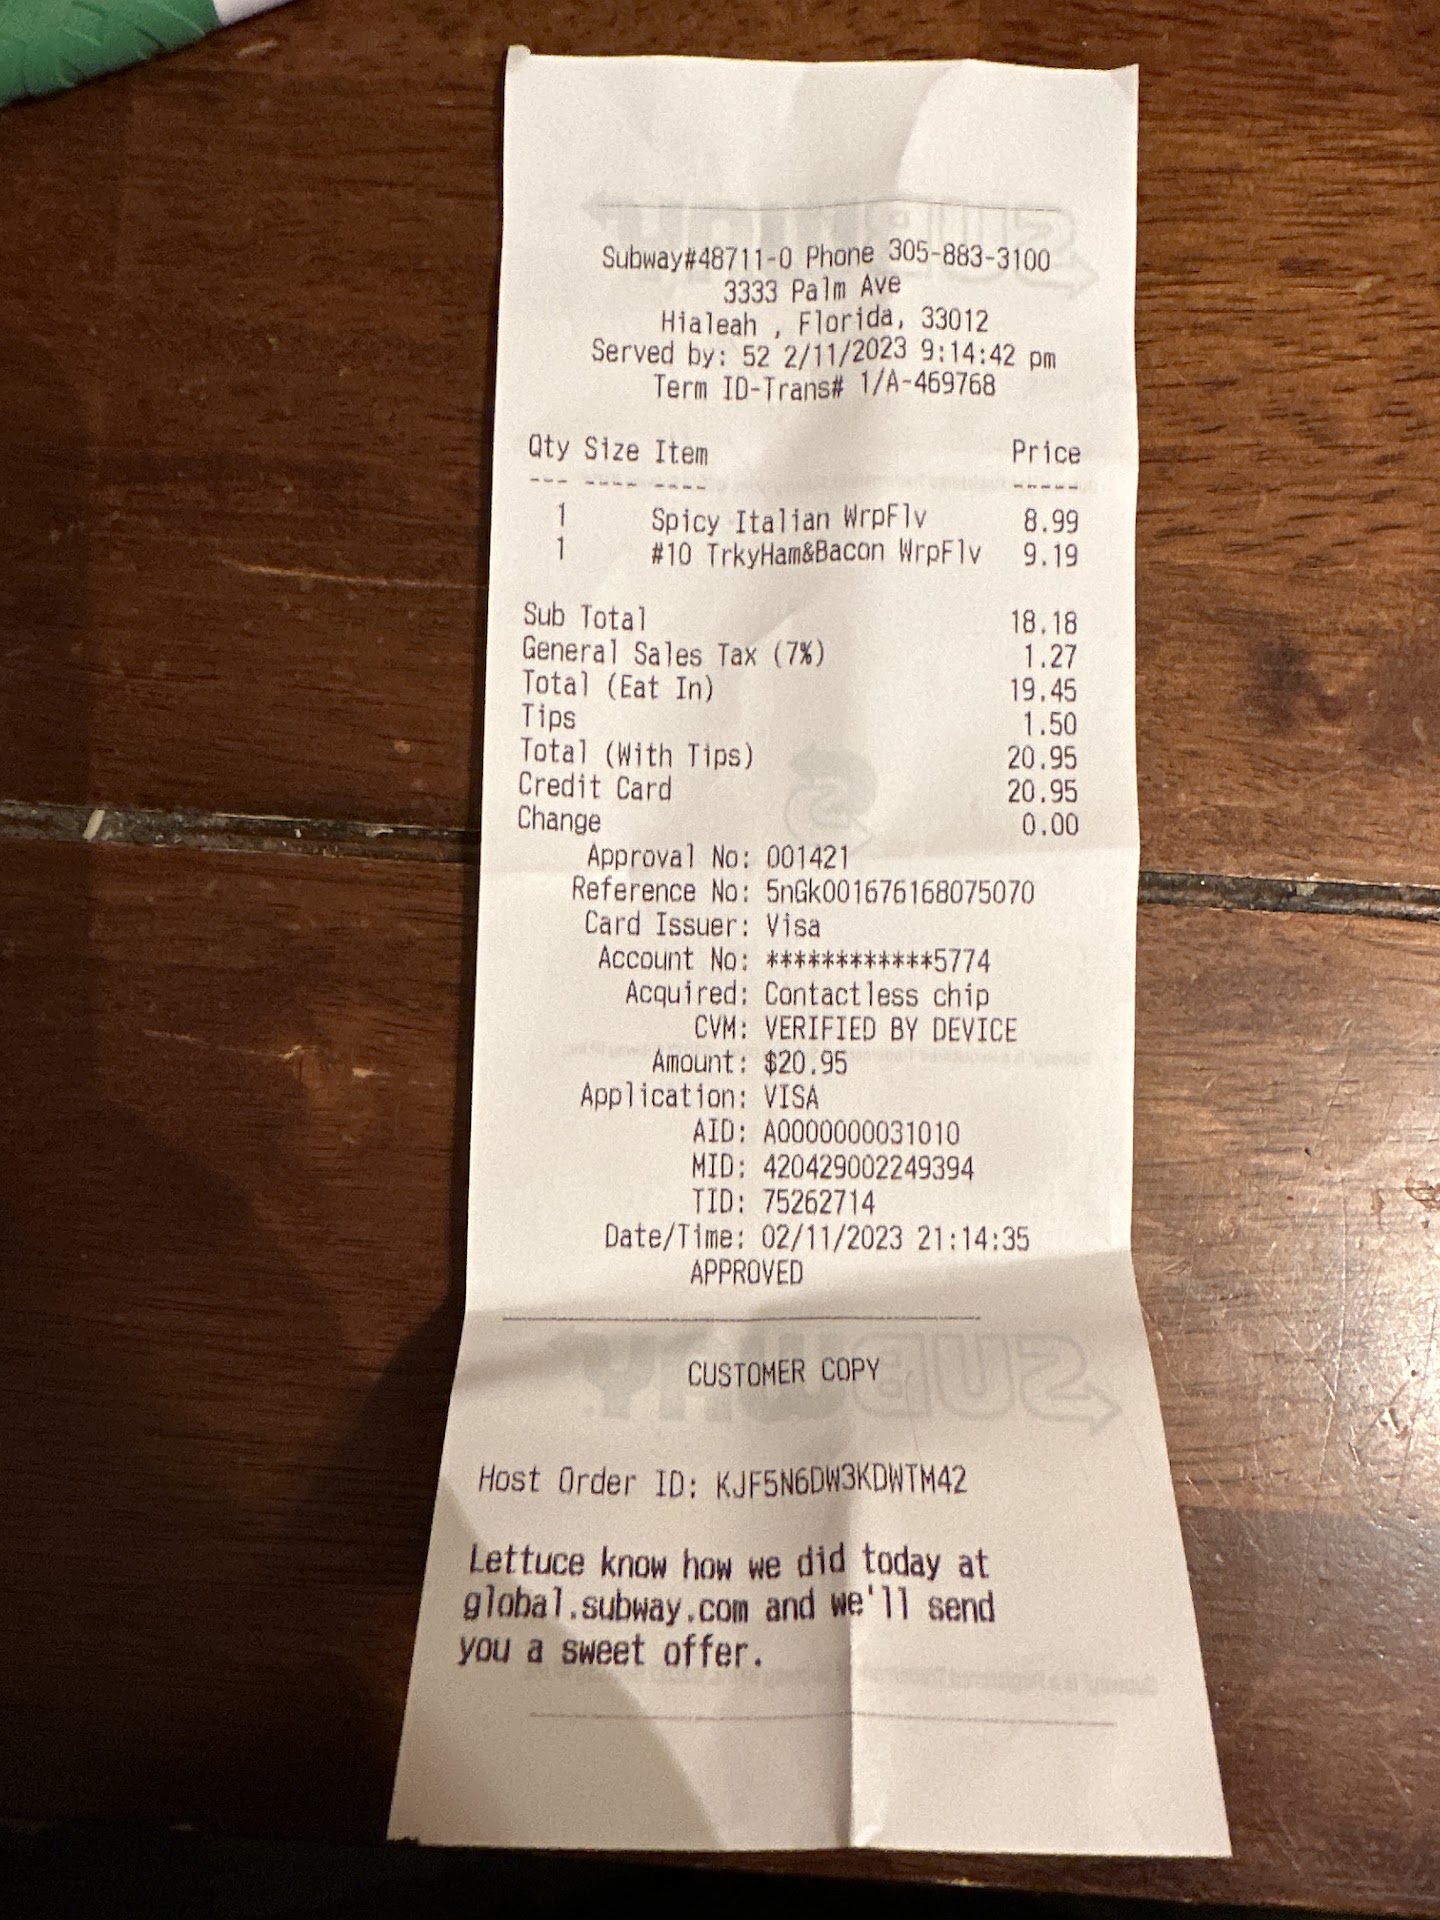 Subway#48711-0 Phone 305-883-3100
3333 Palm Ave
Hialeah , Florida, 33012
Served by: 52 2/11/2023 9:14:42 pm
Term ID-Trans# 1/A-469768
Qty Size Item Price
--- ---- ---- -----
1 Spicy Italian WrpFlv 8.99
1 #10 TrkyHam&Bacon WrpFlv 9.19
Sub Total 18.18
General Sales Tax (7%) 1.27
Total (Eat In) 19.45
Tips 1.50
Total (With Tips) 20.95
Credit Card 20.95
Change 0.00
Approval No: 001421
Reference No: 5nGk001676168075070
Card Issuer: Visa
Account No: ************5774
Acquired: Contactless chip
CVM: VERIFIED BY DEVICE
Amount: $20.95
Application: VISA
AID: A0000000031010
MID: 420429002249394
TID: 75262714
Date/Time: 02/11/2023 21:14:35
APPROVED
CUSTOMER COPY
Host Order ID: KJF5N6DW3KDWTM42
Lettuce know how we did today at
global.subway.com and we'll send
you a sweet offer.